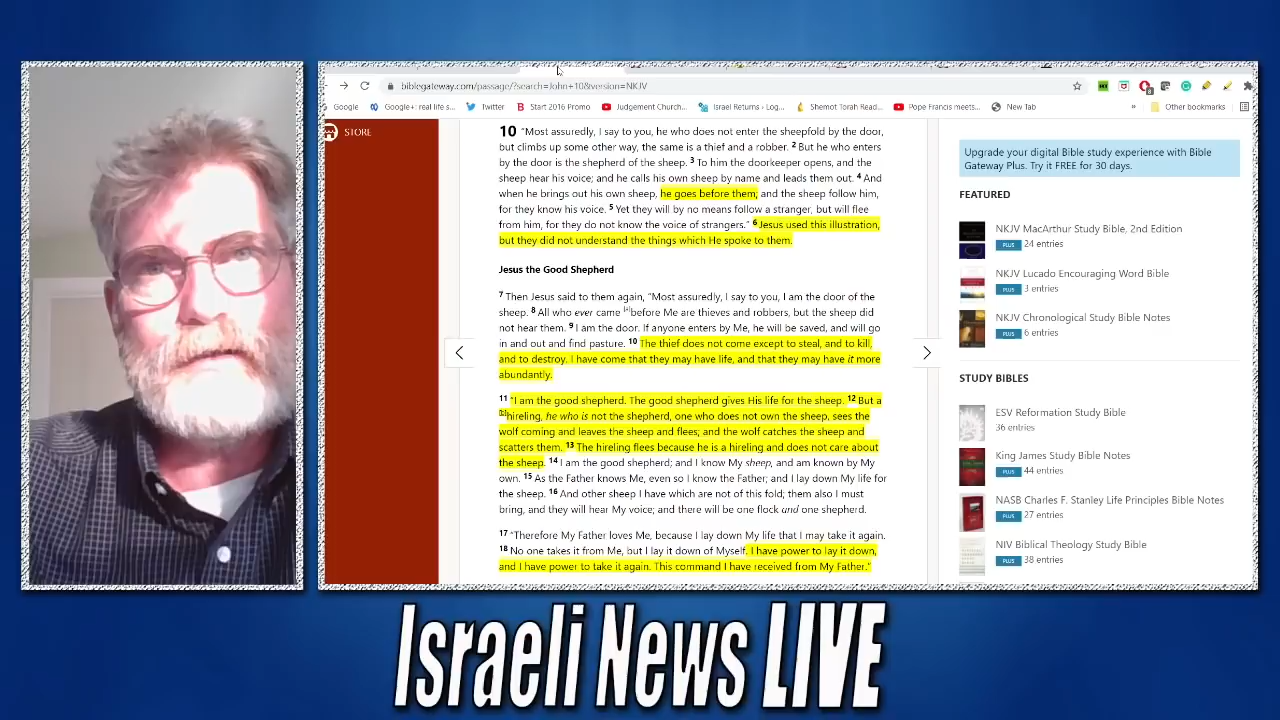 biblegateway.com/passage/?search=John+10&version=NKJV
Google
Google+: real life s...
Twitter
Start 2016 Promo
Judgement Church...
Israel Returns › Log...
Shemot Torah Read...
Pope Francis meets...
New Tab
»
Other bookmarks
STORE
10 “Most assuredly, I say to you, he who does not enter the sheepfold by the door,
but climbs up some other way, the same is a thief and a robber. 2 But he who enters
by the door is the shepherd of the sheep. 3 To him the doorkeeper opens, and the
sheep hear his voice; and he calls his own sheep by name and leads them out. 4 And
when he brings out his own sheep, he goes before them; and the sheep follow him,
for they know his voice. 5 Yet they will by no means follow a stranger, but will flee
from him, for they do not know the voice of strangers.” 6 Jesus used this illustration,
but they did not understand the things which He spoke to them.
Jesus the Good Shepherd
7 Then Jesus said to them again, “Most assuredly, I say to you, I am the door of the
sheep. 8 All who ever came [a]before Me are thieves and robbers, but the sheep did
not hear them. 9 I am the door. If anyone enters by Me, he will be saved, and will go
in and out and find pasture. 10 The thief does not come except to steal, and to kill,
and to destroy. I have come that they may have life, and that they may have it more
abundantly.
11 “I am the good shepherd. The good shepherd gives His life for the sheep. 12 But a
[b]hireling, he who is not the shepherd, one who does not own the sheep, sees the
wolf coming and leaves the sheep and flees; and the wolf catches the sheep and
scatters them. 13 The hireling flees because he is a hireling and does not care about
the sheep. 14 I am the good shepherd; and I know My sheep, and am known by My
own. 15 As the Father knows Me, even so I know the Father; and I lay down My life for
the sheep. 16 And other sheep I have which are not of this fold; them also I must
bring, and they will hear My voice; and there will be one flock and one shepherd.
17 “Therefore My Father loves Me, because I lay down My life that I may take it again.
18 No one takes it from Me, but I lay it down of Myself. I have power to lay it down,
and I have power to take it again. This command I have received from My Father.”
Upgrade your digital Bible study experience with Bible
Gateway Plus. Try it FREE for 30 days.
FEATURED
NKJV MacArthur Study Bible, 2nd Edition
PLUS 24 entries
NKJV Lucado Encouraging Word Bible
PLUS 3 entries
NKJV Chronological Study Bible Notes
PLUS 6 entries
STUDY BIBLES
ESV Reformation Study Bible
36 entries
King James Study Bible Notes
PLUS 44 entries
NASB Charles F. Stanley Life Principles Bible Notes
PLUS 27 entries
NIV Biblical Theology Study Bible
PLUS 38 entries
Israeli News LIVE